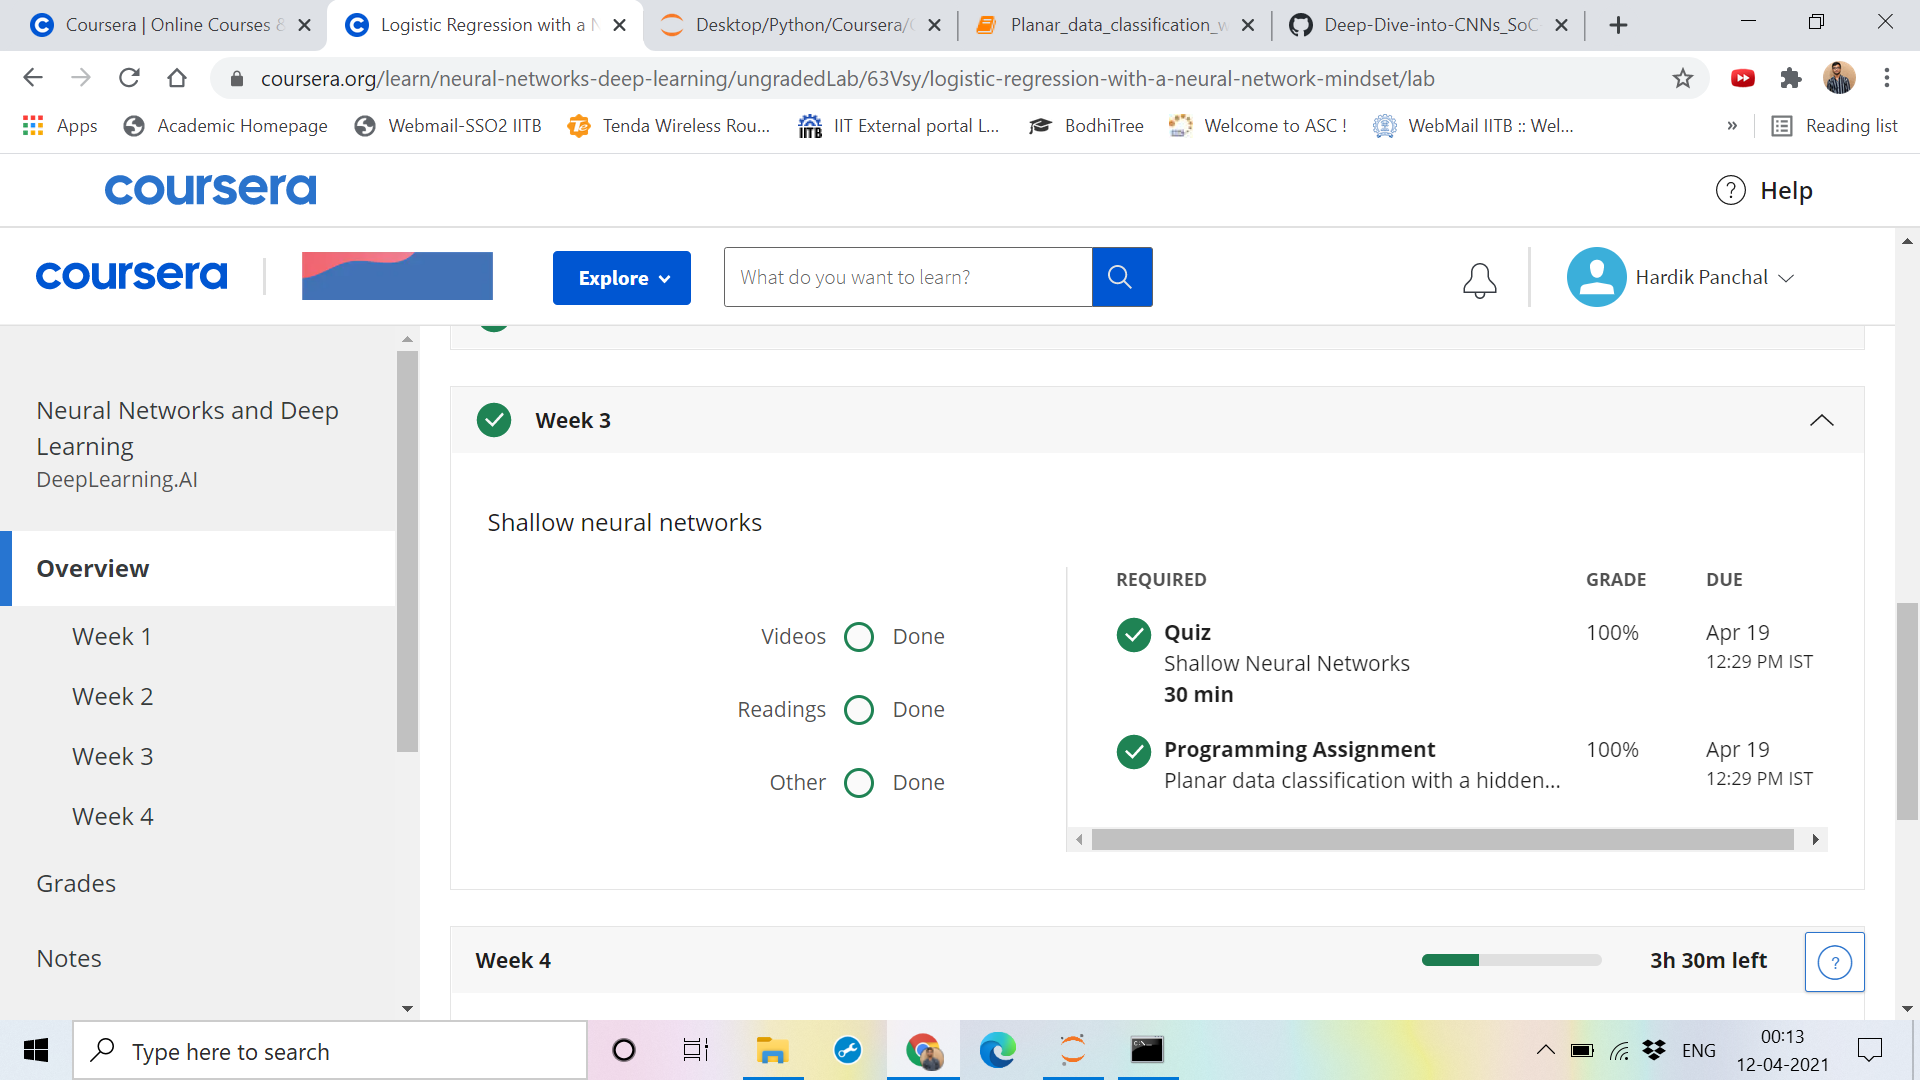 Coursera | Online Courses &
Logistic Regression with a N
Desktop/Python/Coursera/
Planar_data_classification_w
Deep-Dive-into-CNNs_SoC
coursera.org/learn/neural-networks-deep-learning/ungradedLab/63Vsy/logistic-regression-with-a-neural-network-mindset/lab
Apps
Academic Homepage
Webmail-SSO2 IITB
Tenda Wireless Rou...
IITB
IIT External portal L...
BodhiTree
Welcome to ASC !
WebMail IITB :: Wel...
»
Reading list
coursera
? Help
coursera
Explore
What do you want to learn?
Hardik Panchal
Neural Networks and Deep
Learning
DeepLearning.AI
Overview
Week 1
Week 2
Week 3
Week 4
Grades
Notes
Week 3
Shallow neural networks
Videos Done
Readings Done
Other Done
REQUIRED GRADE DUE
Quiz 100% Apr 19
Shallow Neural Networks 12:29 PM IST
30 min
Programming Assignment 100% Apr 19
Planar data classification with a hidden... 12:29 PM IST
Week 4 3h 30m left
?
Type here to search
ENG
00:13
12-04-2021